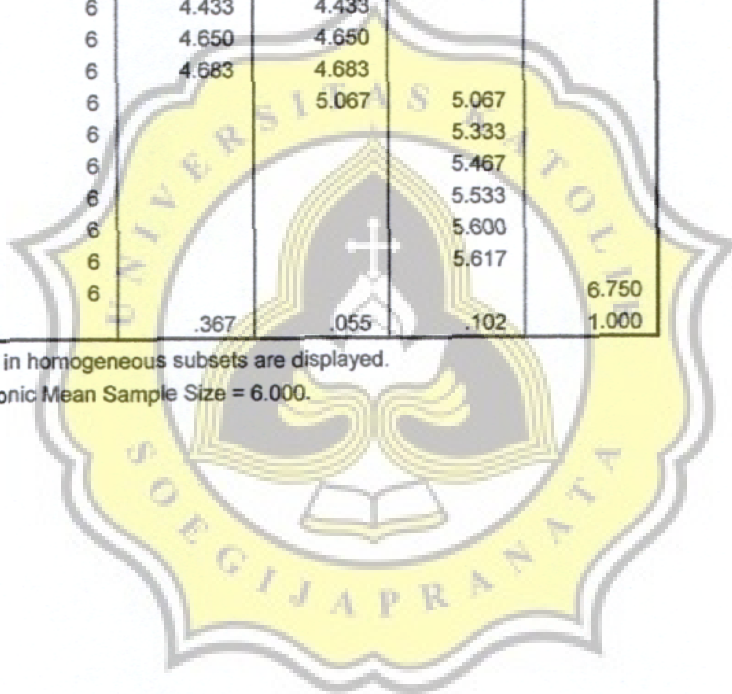 6 4.433 4.433
6 4.650 4.650
6 4.683 4.683
6 5.067 5.067
6 5.333
6 5.467
6 5.533
6 5.600
6 5.617
6 6.750
.367 .055 .102 1.000
in homogeneous subsets are displayed.
onic Mean Sample Size = 6.000.
UNIVERSITAS KATOLIK
SOEGIJAPRANATA